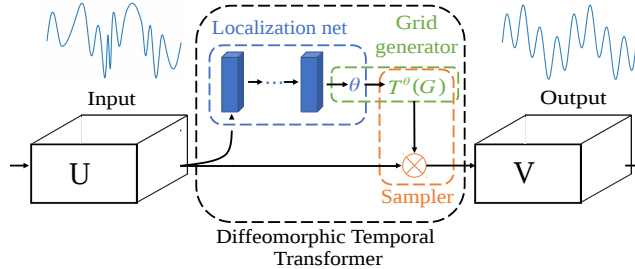 Localization net
Grid
generator
Input
Output
... θ T^θ(G)
U
V
Sampler
Diffeomorphic Temporal
Transformer